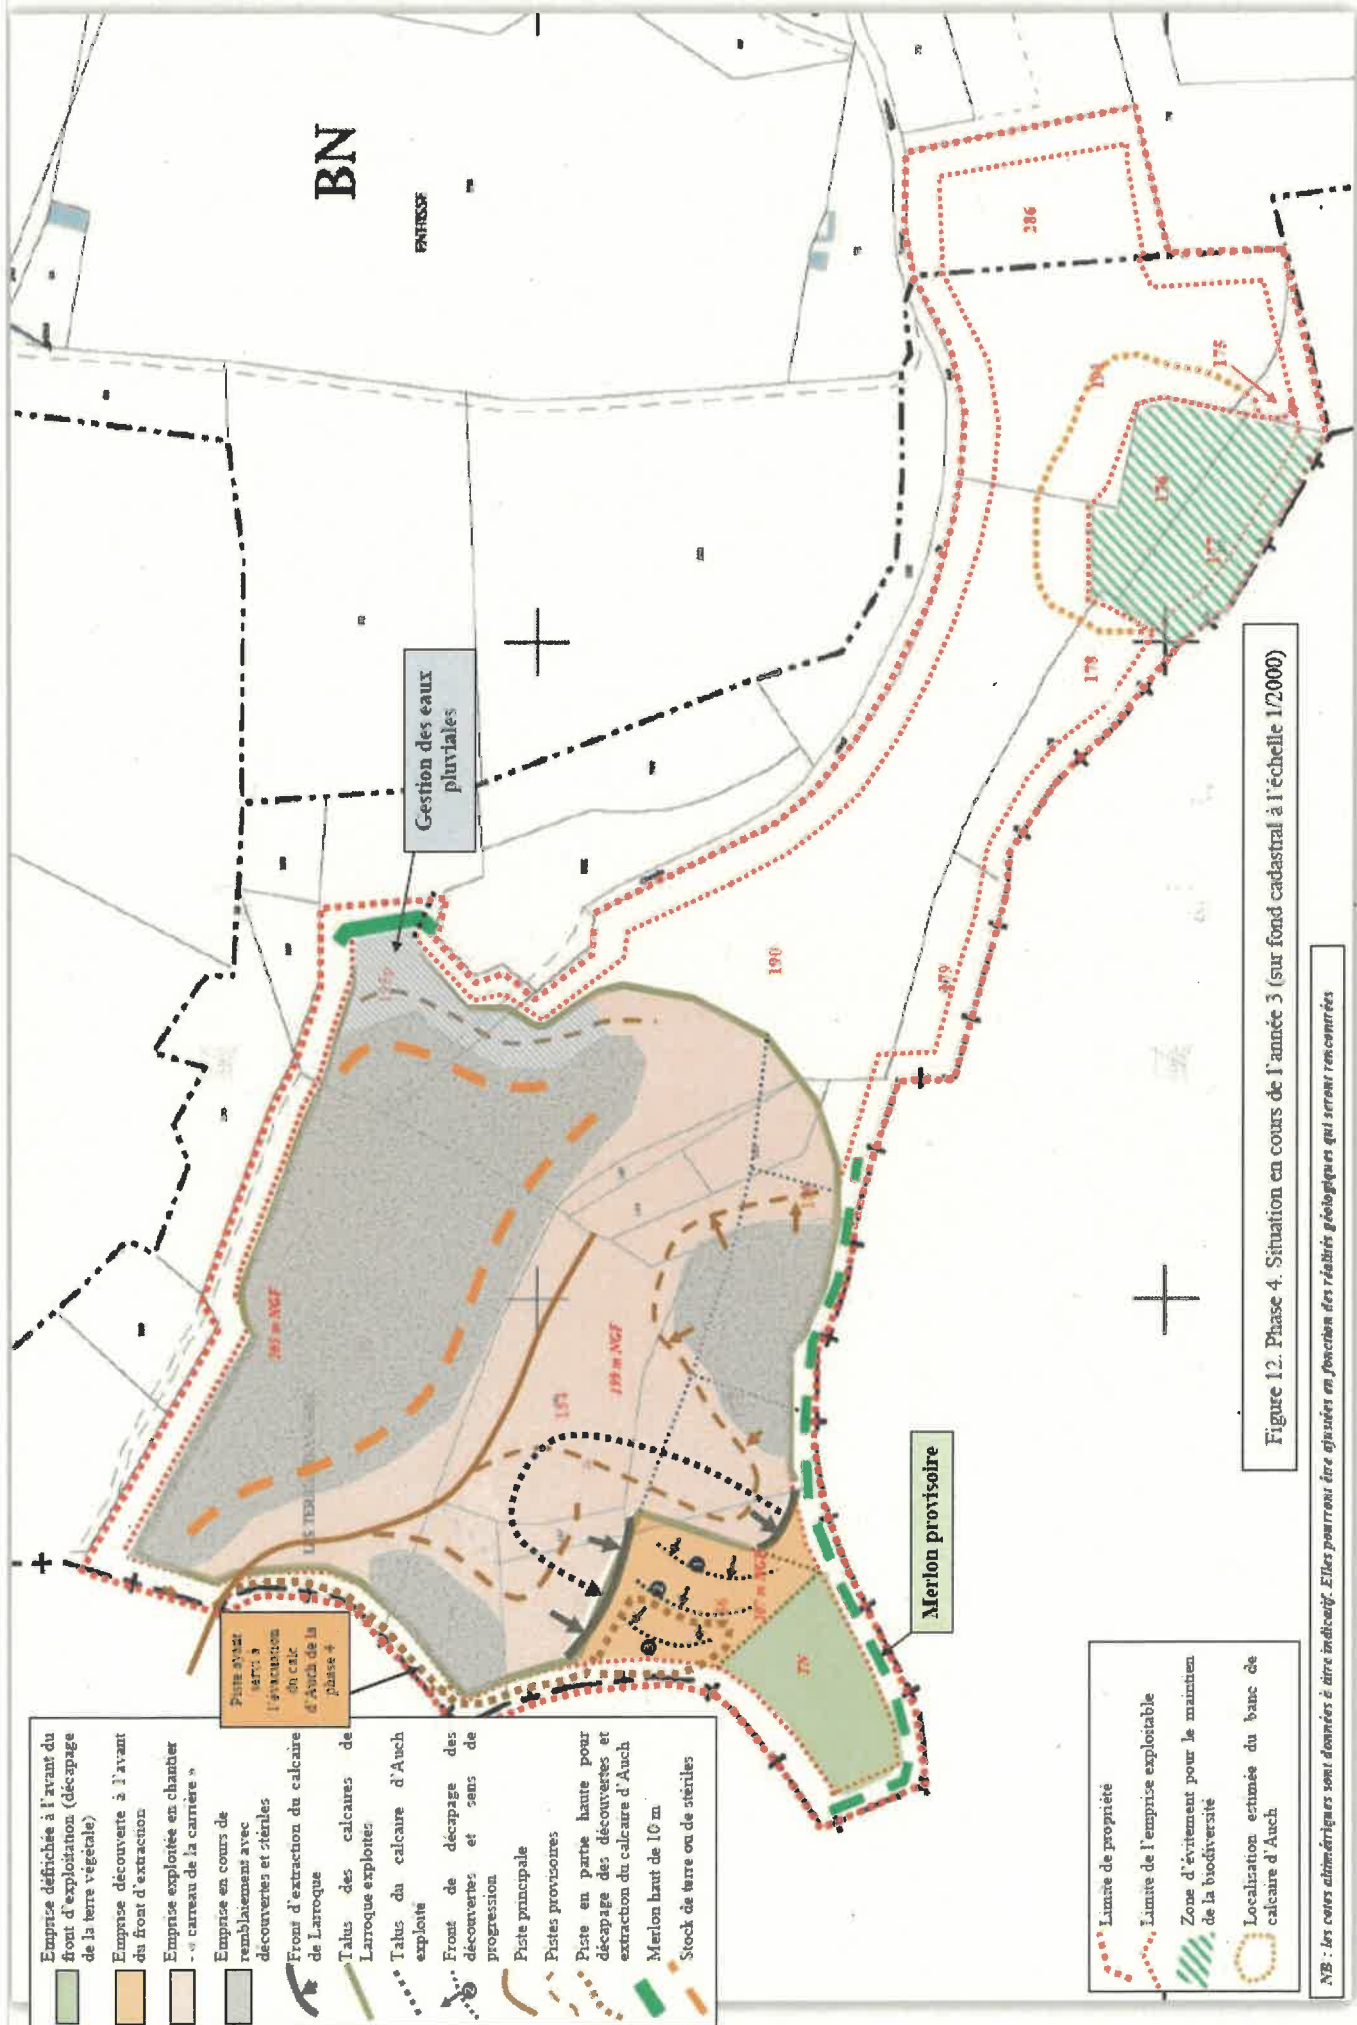 BN
ENTERSSE
Gestion des eaux
pluviales
286
194
175
176
177
178
179
190
205 m NGF
199 m NGF
151
TN
Piste ayant
servi à
l'évacuation
du calc
d'Auch de la
phase 4
Merlon provisoire
Emprise défrichée à l'avant du
front d'exploitation (décapage
de la terre végétale)
Emprise découverte à l'avant
du front d'extraction
Emprise exploitée en chantier
- « carreau de la carrière »
Emprise en cours de
remblaiement avec
découvertes et stériles
Front d'extraction du calcaire
de Larroque
Talus des calcaires de
Larroque exploités
Talus du calcaire d'Auch
exploité
Front de décapage des
découvertes et sens de
progression
Piste principale
Pistes provisoires
Piste en partie haute pour
décapage des découvertes et
extraction du calcaire d'Auch
Merlon haut de 10 m
Stock de terre ou de stériles
Limite de propriété
Limite de l'emprise exploitable
Zone d'évitement pour le maintien
de la biodiversité
Localisation estimée du banc de
calcaire d'Auch
Figure 12. Phase 4. Situation en cours de l'année 3 (sur fond cadastral à l'échelle 1/2000)
NB : les cotes altimétriques sont données à titre indicatif. Elles pourront être ajustées en fonction des réalités géologiques qui seront rencontrées